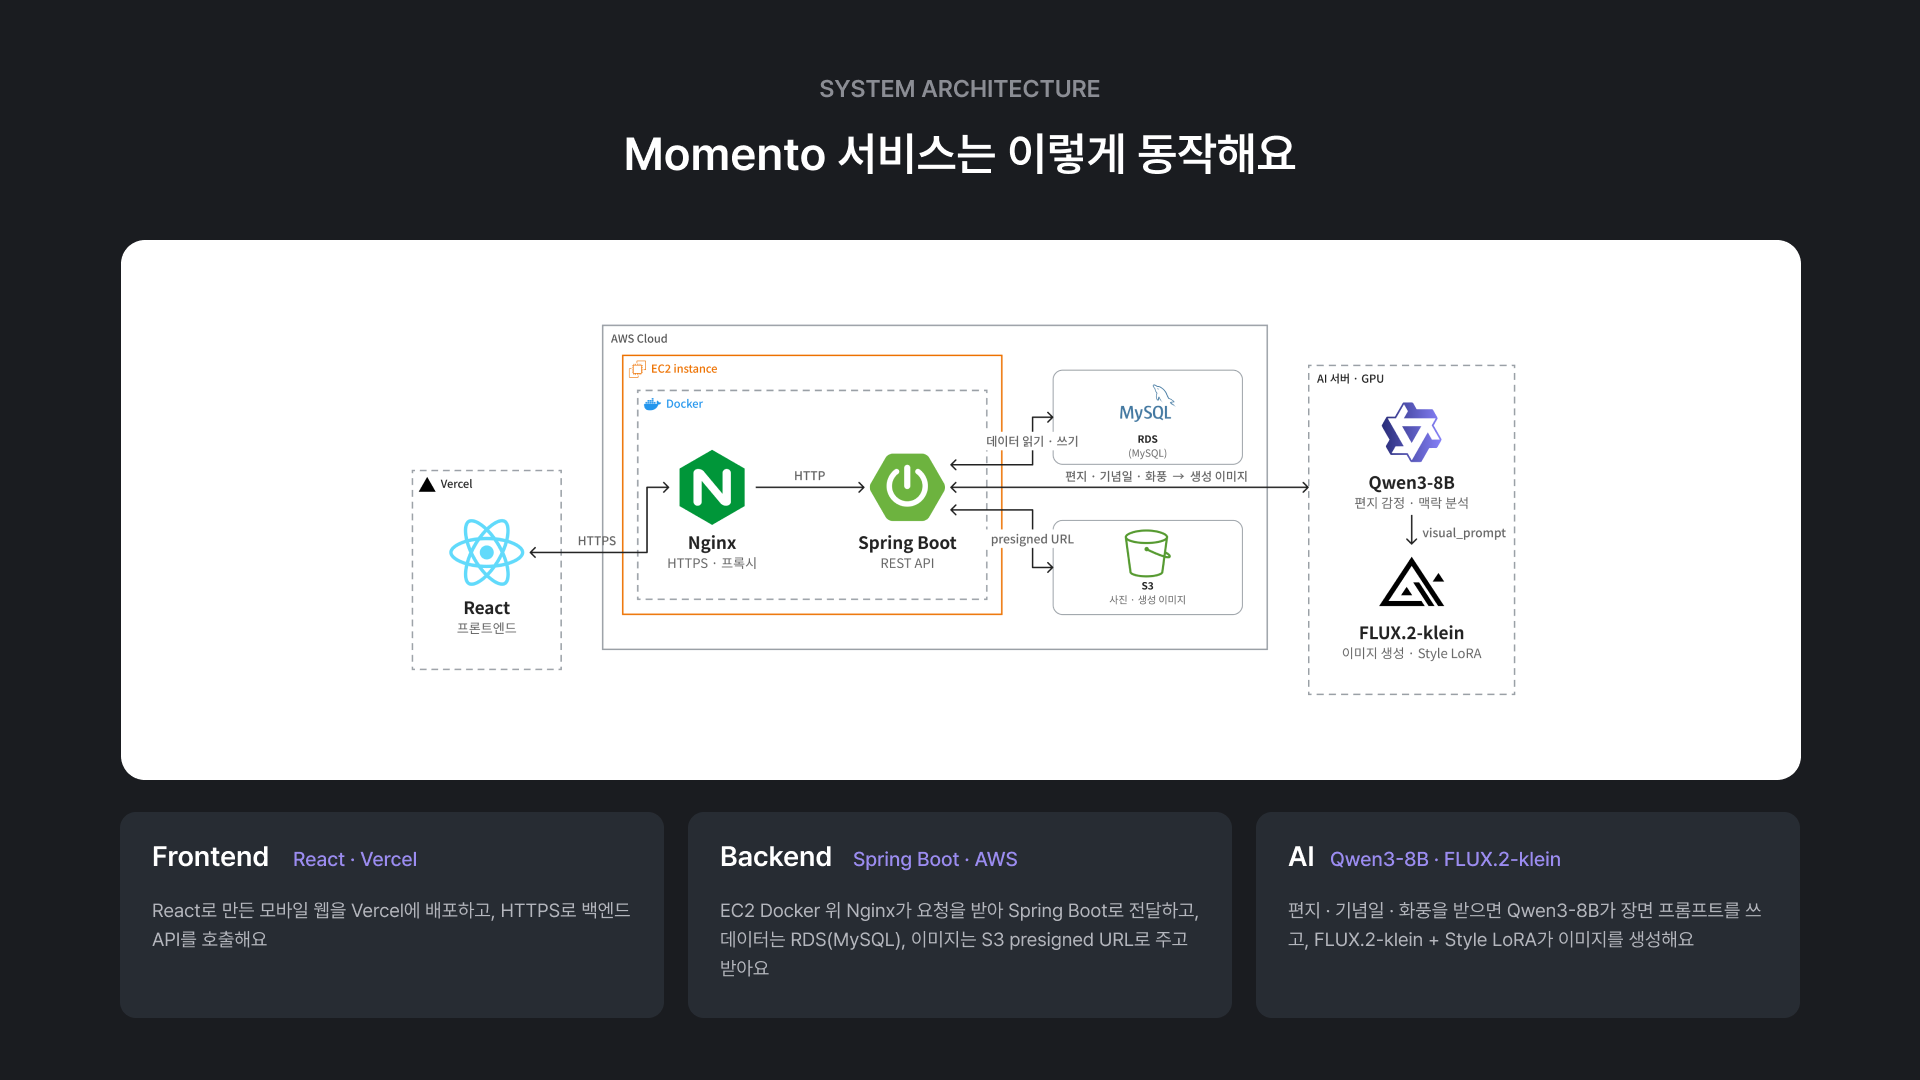 SYSTEM ARCHITECTURE
Momento 서비스는 이렇게 동작해요
AWS Cloud
EC2 instance
Docker
Vercel
React
프론트엔드
HTTPS
Nginx
HTTPS · 프록시
HTTP
Spring Boot
REST API
데이터 읽기 · 쓰기
MySQL
RDS
(MySQL)
편지 · 기념일 · 화풍 → 생성 이미지
presigned URL
S3
사진 · 생성 이미지
AI 서버 · GPU
Qwen3-8B
편지 감정 · 맥락 분석
visual_prompt
FLUX.2-klein
이미지 생성 · Style LoRA
Frontend React · Vercel
React로 만든 모바일 웹을 Vercel에 배포하고, HTTPS로 백엔드
API를 호출해요
Backend Spring Boot · AWS
EC2 Docker 위 Nginx가 요청을 받아 Spring Boot로 전달하고,
데이터는 RDS(MySQL), 이미지는 S3 presigned URL로 주고
받아요
AI Qwen3-8B · FLUX.2-klein
편지 · 기념일 · 화풍을 받으면 Qwen3-8B가 장면 프롬프트를 쓰
고, FLUX.2-klein + Style LoRA가 이미지를 생성해요